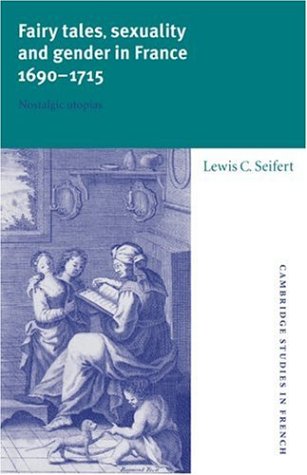 Fairy tales, sexuality
and gender in France
1690–1715
Nostalgic utopias
Lewis C. Seifert
CAMBRIDGE STUDIES IN FRENCH